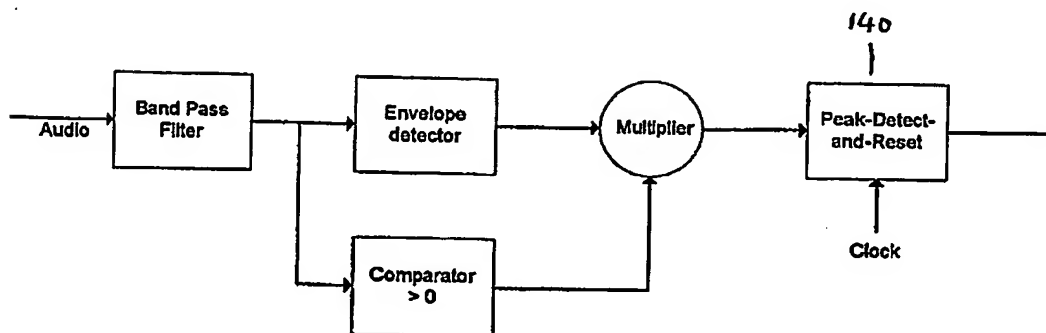 140
Audio
Band Pass
Filter
Envelope
detector
Multiplier
Peak-Detect-
and-Reset
Clock
Comparator
> 0